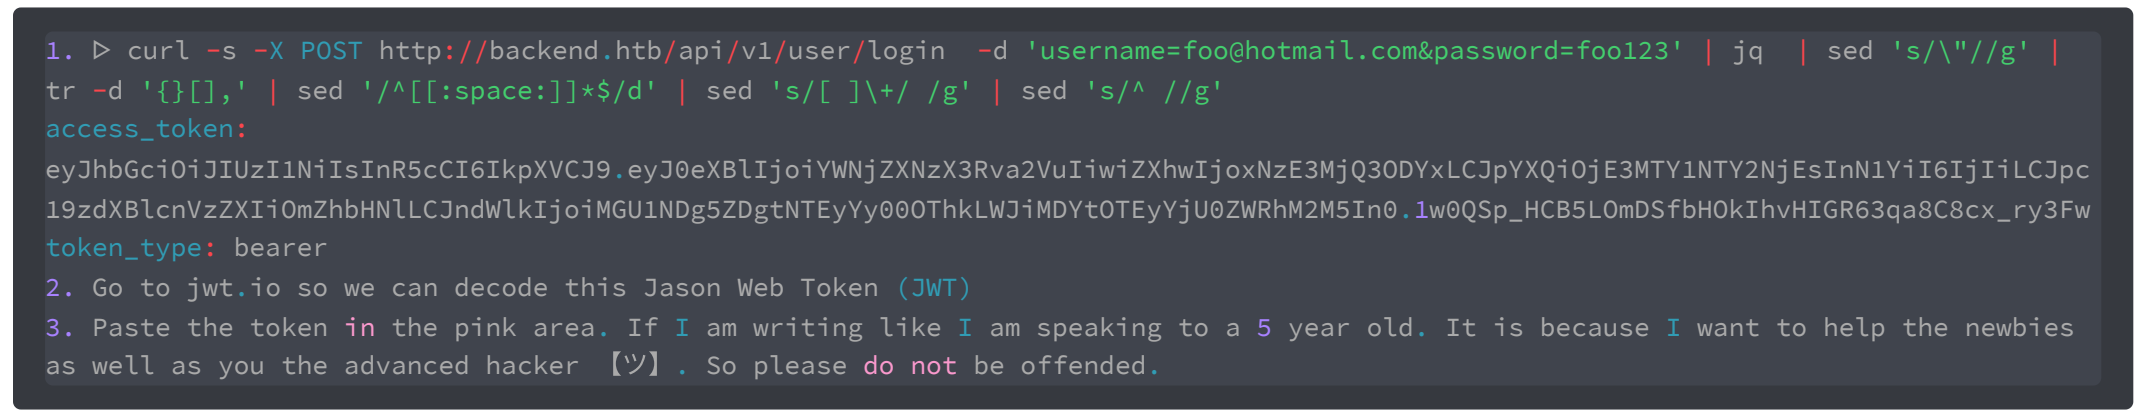 1. ▷ curl -s -X POST http://backend.htb/api/v1/user/login  -d 'username=foo@hotmail.com&password=foo123' | jq  | sed 's/\"//g' |
tr -d '{}[],' | sed '/^[[:space:]]*$/d' | sed 's/[ ]\+/ /g' | sed 's/^ //g'
access_token:
eyJhbGciOiJIUzI1NiIsInR5cCI6IkpXVCJ9.eyJ0eXBlIjoiYWNjZXNzX3Rva2VuIiwiZXhwIjoxNzE3MjQ3ODYxLCJpYXQiOjE3MTY1NTY2NjEsInN1YiI6IjIiLCJpc
19zdXBlcnVzZXIiOmZhbHNlLCJndWlkIjoiMGU1NDg5ZDgtNTEyYy00OThkLWJiMDYtOTEyYjU0ZWRhM2M5In0.1w0QSp_HCB5LOmDSfbHOkIhvHIGR63qa8C8cx_ry3Fw
token_type: bearer
2. Go to jwt.io so we can decode this Jason Web Token (JWT)
3. Paste the token in the pink area. If I am writing like I am speaking to a 5 year old. It is because I want to help the newbies
as well as you the advanced hacker 【ツ】. So please do not be offended.